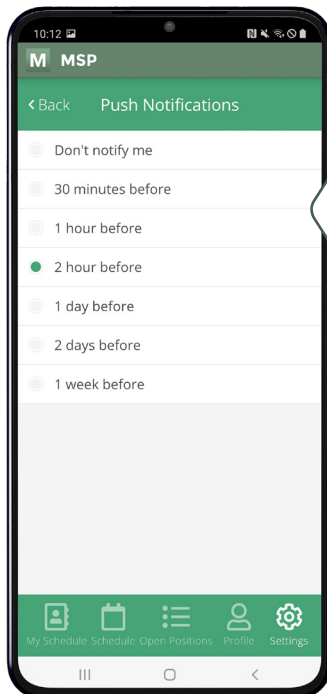 10:12
M MSP
Back Push Notifications
Don't notify me
30 minutes before
1 hour before
2 hour before
1 day before
2 days before
1 week before
My Schedule Schedule Open Positions Profile Settings